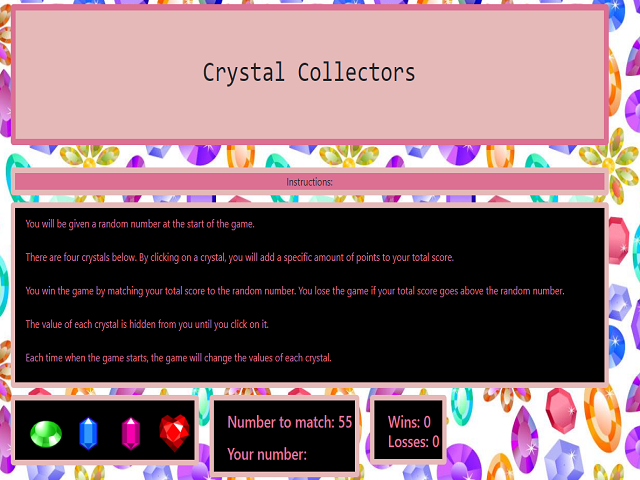 Crystal Collectors
Instructions:
You will be given a random number at the start of the game.
There are four crystals below. By clicking on a crystal, you will add a specific amount of points to your total score.
You win the game by matching your total score to the random number. You lose the game if your total score goes above the random number.
The value of each crystal is hidden from you until you click on it.
Each time when the game starts, the game will change the values of each crystal.
Number to match: 55
Your number:
Wins: 0
Losses: 0